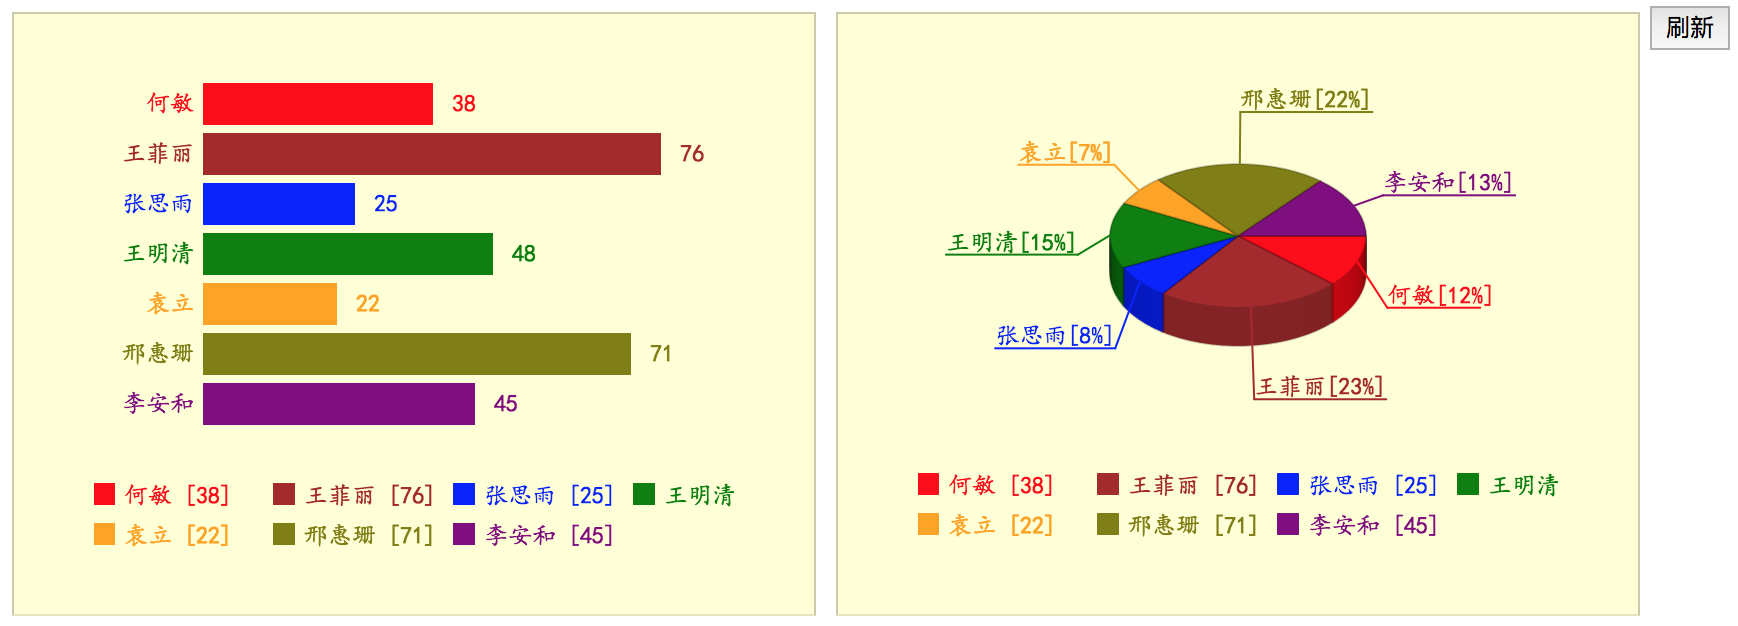 刷新
何敏 38
王菲丽 76
张思雨 25
王明清 48
袁立 22
邢惠珊 71
李安和 45
何敏 [38] 王菲丽 [76] 张思雨 [25] 王明清
袁立 [22] 邢惠珊 [71] 李安和 [45]
邢惠珊[22%]
袁立[7%]
李安和[13%]
王明清[15%]
何敏[12%]
张思雨[8%]
王菲丽[23%]
何敏 [38] 王菲丽 [76] 张思雨 [25] 王明清
袁立 [22] 邢惠珊 [71] 李安和 [45]